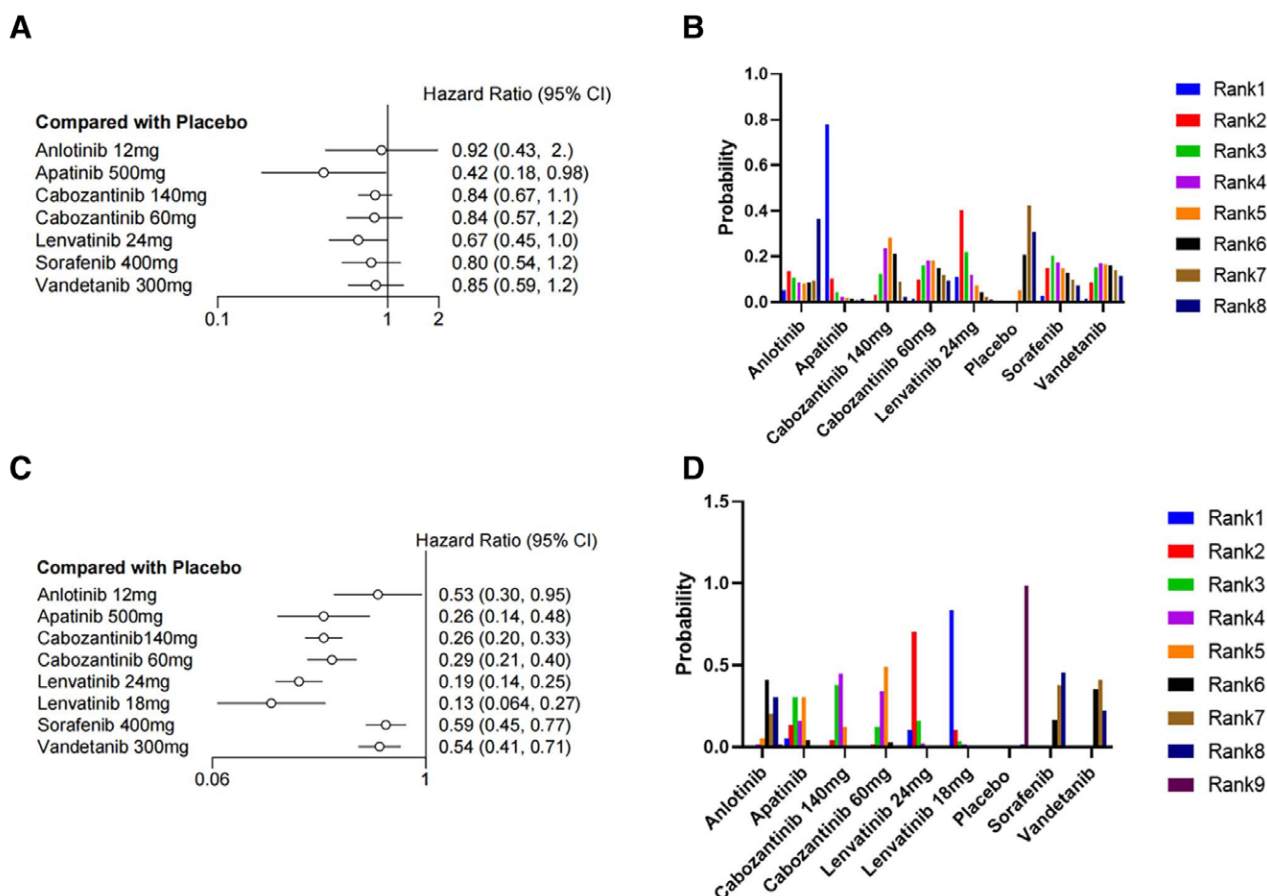 A
Hazard Ratio (95% CI)
Compared with Placebo
Anlotinib 12mg 0.92 (0.43, 2.)
Apatinib 500mg 0.42 (0.18, 0.98)
Cabozantinib 140mg 0.84 (0.67, 1.1)
Cabozantinib 60mg 0.84 (0.57, 1.2)
Lenvatinib 24mg 0.67 (0.45, 1.0)
Sorafenib 400mg 0.80 (0.54, 1.2)
Vandetanib 300mg 0.85 (0.59, 1.2)
0.1 1 2
B
Probability
1.0
0.8
0.6
0.4
0.2
0.0
Anlotinib
Apatinib
Cabozantinib 140mg
Cabozantinib 60mg
Lenvatinib 24mg
Placebo
Sorafenib
Vandetanib
Rank1
Rank2
Rank3
Rank4
Rank5
Rank6
Rank7
Rank8
C
Hazard Ratio (95% CI)
Compared with Placebo
Anlotinib 12mg 0.53 (0.30, 0.95)
Apatinib 500mg 0.26 (0.14, 0.48)
Cabozantinib140mg 0.26 (0.20, 0.33)
Cabozantinib 60mg 0.29 (0.21, 0.40)
Lenvatinib 24mg 0.19 (0.14, 0.25)
Lenvatinib 18mg 0.13 (0.064, 0.27)
Sorafenib 400mg 0.59 (0.45, 0.77)
Vandetanib 300mg 0.54 (0.41, 0.71)
0.06 1
D
Probability
1.5
1.0
0.5
0.0
Anlotinib
Apatinib
Cabozantinib 140mg
Cabozantinib 60mg
Lenvatinib 24mg
Lenvatinib 18mg
Placebo
Sorafenib
Vandetanib
Rank1
Rank2
Rank3
Rank4
Rank5
Rank6
Rank7
Rank8
Rank9